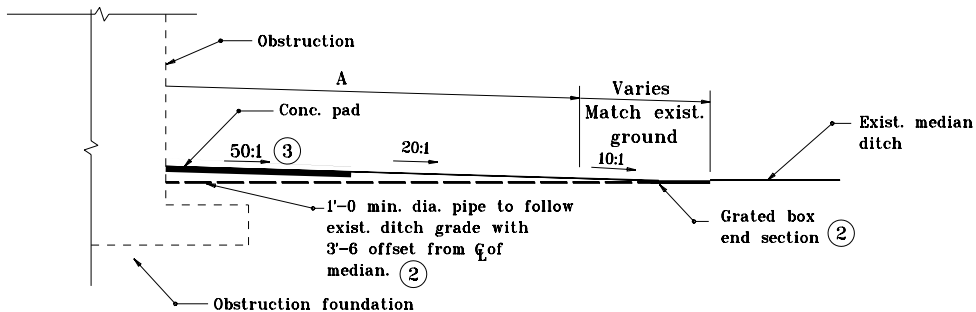 Obstruction
A
Varies
Match exist.
ground
Conc. pad
50:1
3
20:1
10:1
Exist. median
ditch
1'-0 min. dia. pipe to follow
exist. ditch grade with
3'-6 offset from ℄ of
median. 2
Grated box
end section 2
Obstruction foundation